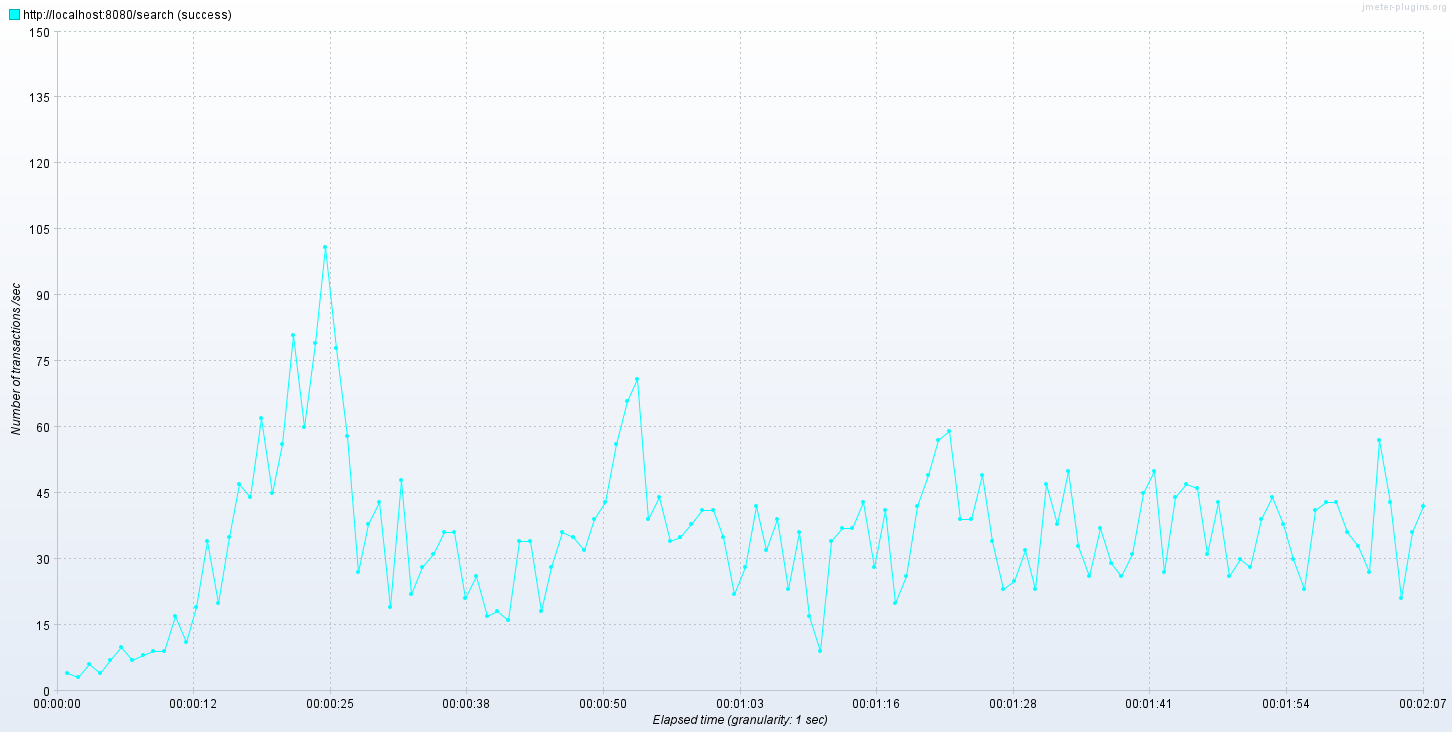 http://localhost:8080/search (success)
jmeter-plugins.org
150
135
120
105
90
75
60
45
30
15
0
Number of transactions /sec
00:00:00 00:00:12 00:00:25 00:00:38 00:00:50 00:01:03 00:01:16 00:01:28 00:01:41 00:01:54 00:02:07
Elapsed time (granularity: 1 sec)